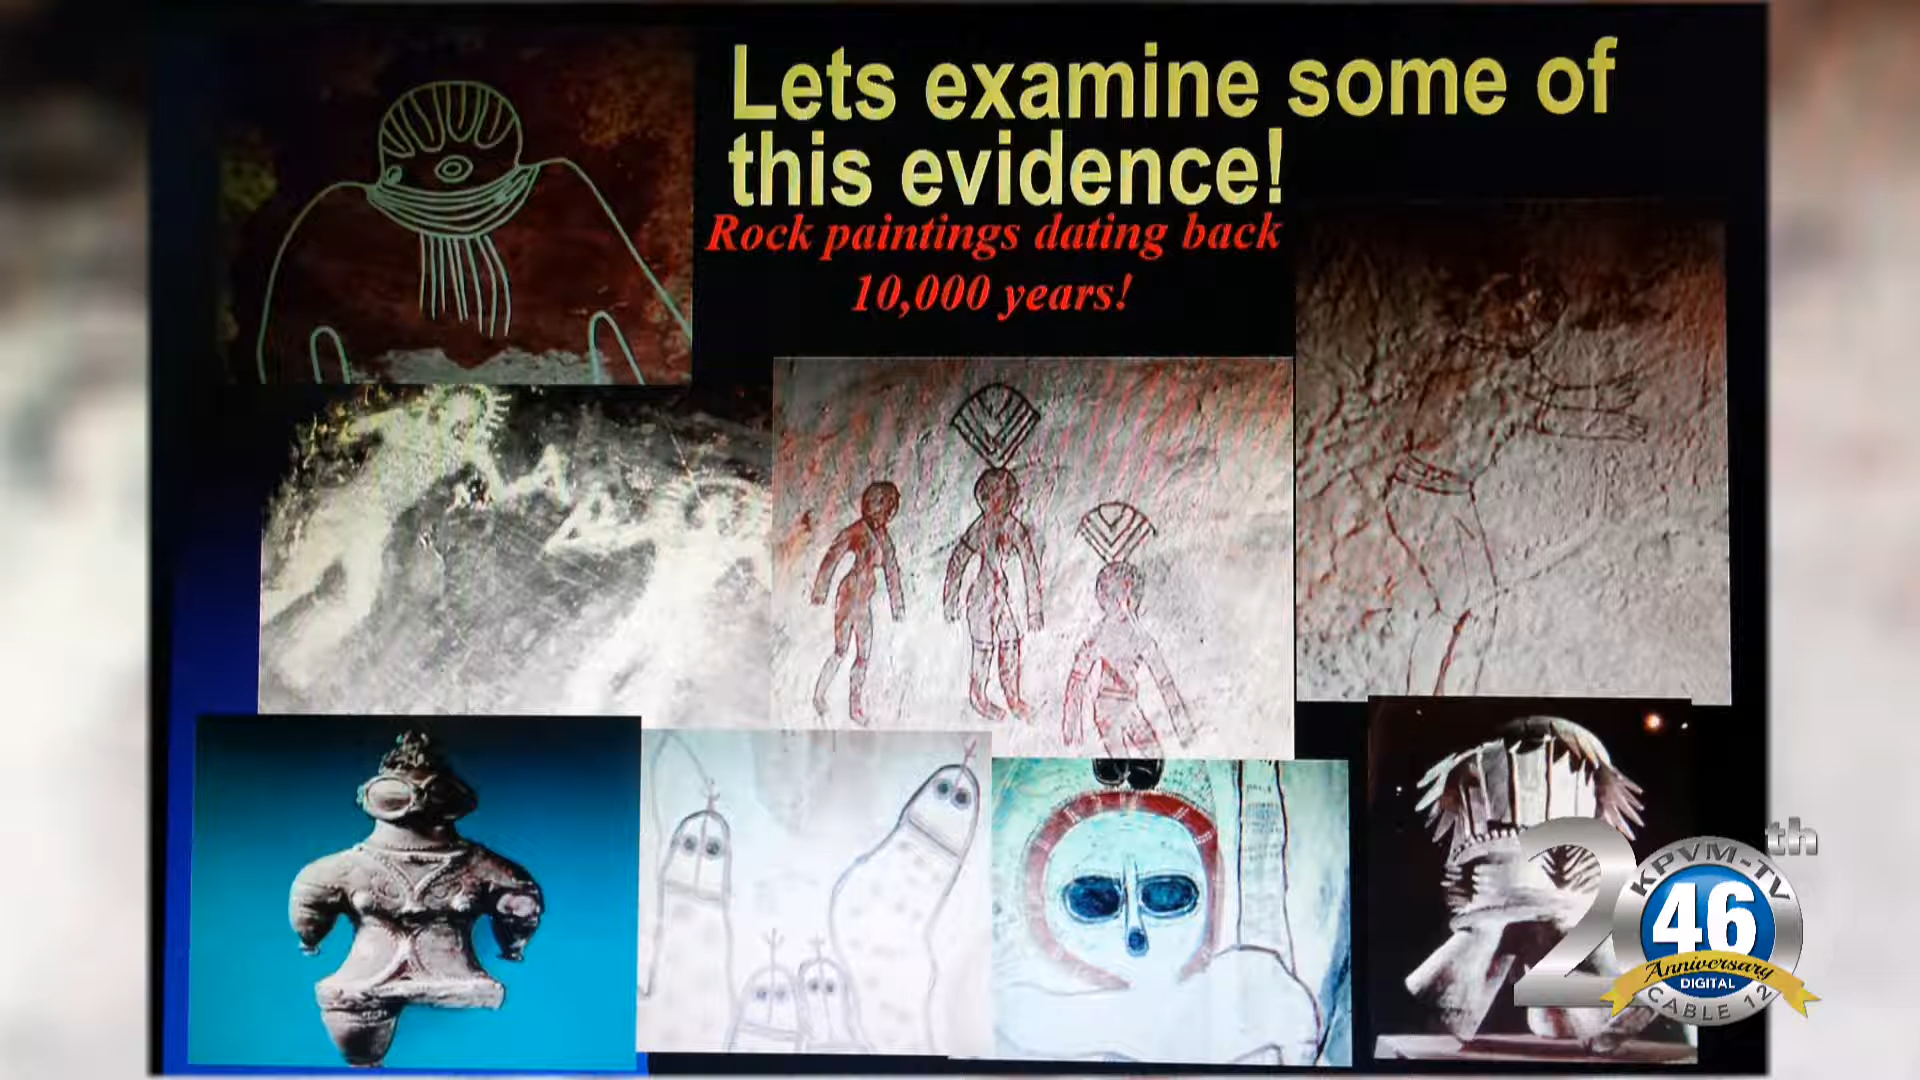 Lets examine some of
this evidence!
Rock paintings dating back
10,000 years!
20th
KPVM-TV
46
Anniversary
DIGITAL
CABLE 12